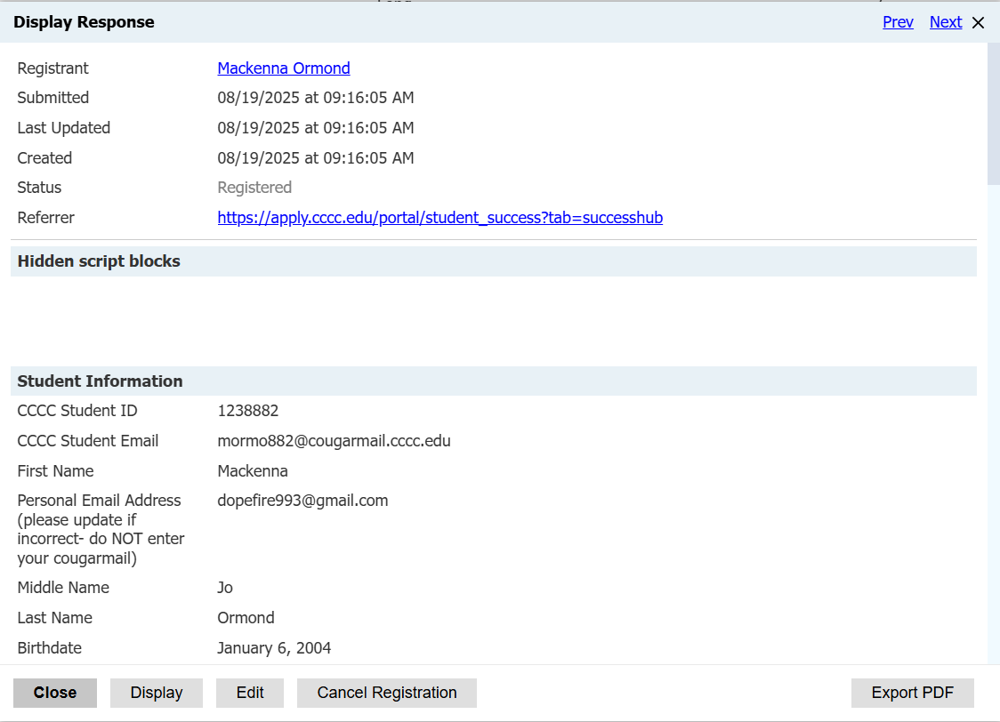 Display Response
Prev Next
Registrant Mackenna Ormond
Submitted 08/19/2025 at 09:16:05 AM
Last Updated 08/19/2025 at 09:16:05 AM
Created 08/19/2025 at 09:16:05 AM
Status Registered
Referrer https://apply.cccc.edu/portal/student_success?tab=successhub
Hidden script blocks
Student Information
CCCC Student ID 1238882
CCCC Student Email mormo882@cougarmail.cccc.edu
First Name Mackenna
Personal Email Address dopefire993@gmail.com
(please update if
incorrect- do NOT enter
your cougarmail)
Middle Name Jo
Last Name Ormond
Birthdate January 6, 2004
Close Display Edit Cancel Registration Export PDF